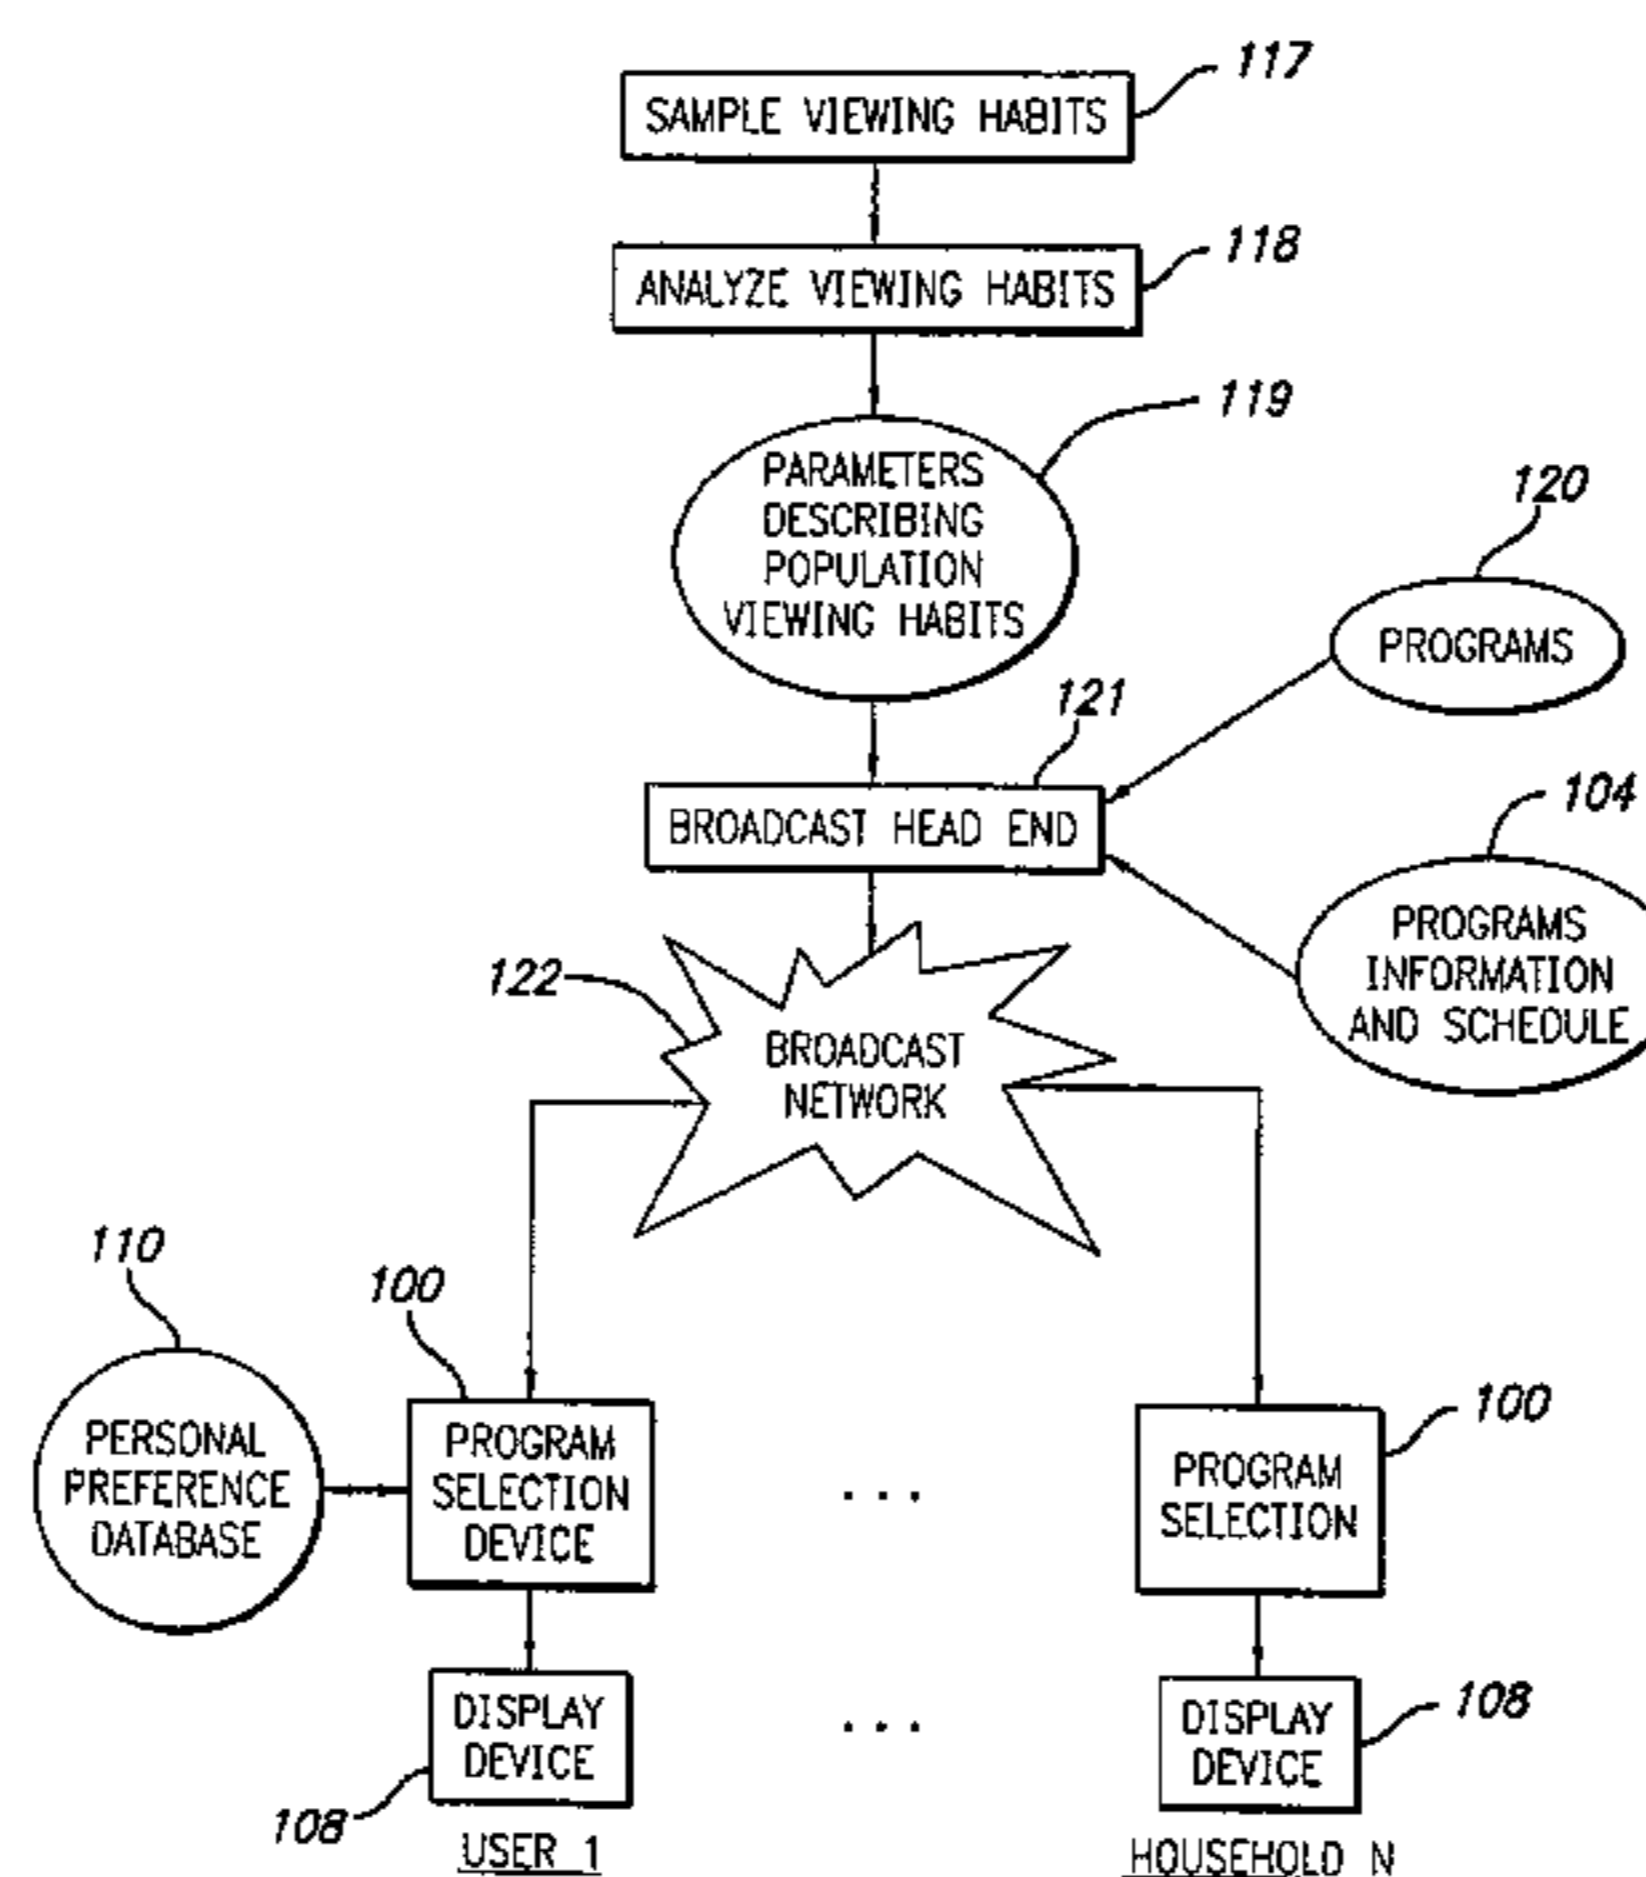 117
SAMPLE VIEWING HABITS
118
ANALYZE VIEWING HABITS
119
PARAMETERS
DESCRIBING
POPULATION
VIEWING HABITS
120
PROGRAMS
121
BROADCAST HEAD END
104
PROGRAMS
INFORMATION
AND SCHEDULE
122
BROADCAST
NETWORK
110
PERSONAL
PREFERENCE
DATABASE
100
PROGRAM
SELECTION
DEVICE
...
100
PROGRAM
SELECTION
DISPLAY
DEVICE
108
USER 1
...
DISPLAY
DEVICE
108
HOUSEHOLD N